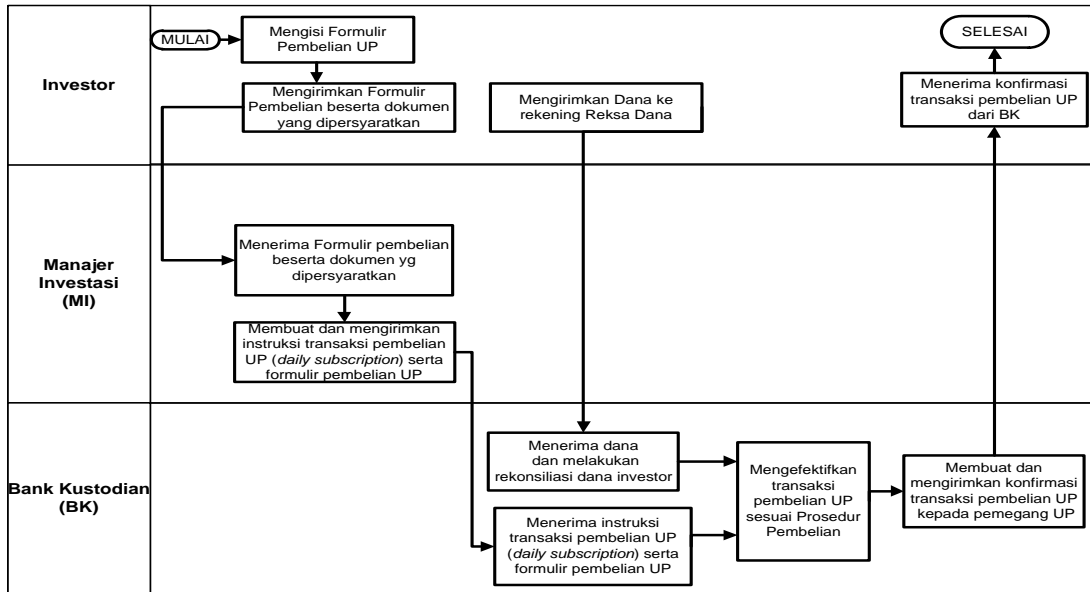 Investor
MULAI
Mengisi Formulir
Pembelian UP
Mengirimkan Formulir
Pembelian beserta dokumen
yang dipersyaratkan
Mengirimkan Dana ke
rekening Reksa Dana
SELESAI
Menerima konfirmasi
transaksi pembelian UP
dari BK
Manajer
Investasi
(MI)
Menerima Formulir pembelian
beserta dokumen yg
dipersyaratkan
Membuat dan mengirimkan
instruksi transaksi pembelian
UP (daily subscription) serta
formulir pembelian UP
Bank Kustodian
(BK)
Menerima dana
dan melakukan
rekonsiliasi dana investor
Menerima instruksi
transaksi pembelian UP
(daily subscription) serta
formulir pembelian UP
Mengefektifkan
transaksi
pembelian UP
sesuai Prosedur
Pembelian
Membuat dan
mengirimkan konfirmasi
transaksi pembelian UP
kepada pemegang UP